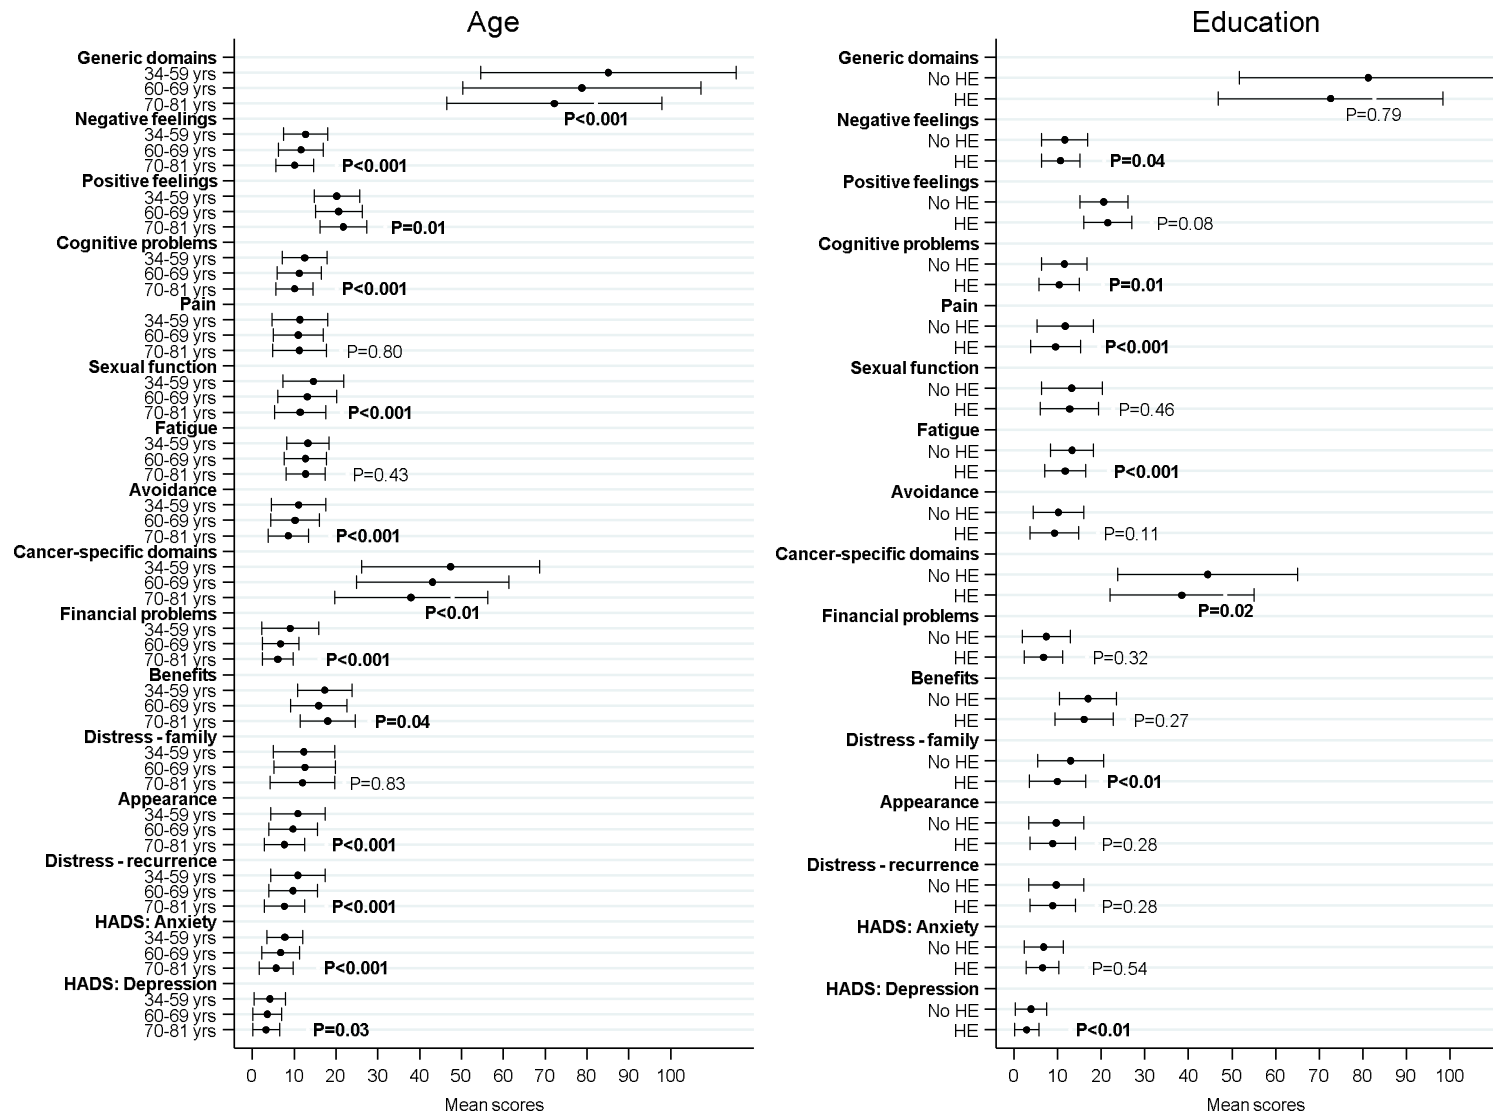 Age
Generic domains
34-59 yrs
60-69 yrs
70-81 yrs
P<0.001
Negative feelings
34-59 yrs
60-69 yrs
70-81 yrs P<0.001
Positive feelings
34-59 yrs
60-69 yrs
70-81 yrs P=0.01
Cognitive problems
34-59 yrs
60-69 yrs
70-81 yrs P<0.001
Pain
34-59 yrs
60-69 yrs
70-81 yrs P=0.80
Sexual function
34-59 yrs
60-69 yrs
70-81 yrs P<0.001
Fatigue
34-59 yrs
60-69 yrs
70-81 yrs P=0.43
Avoidance
34-59 yrs
60-69 yrs
70-81 yrs P<0.001
Cancer-specific domains
34-59 yrs
60-69 yrs
70-81 yrs
P<0.01
Financial problems
34-59 yrs
60-69 yrs
70-81 yrs P<0.001
Benefits
34-59 yrs
60-69 yrs
70-81 yrs P=0.04
Distress - family
34-59 yrs
60-69 yrs
70-81 yrs P=0.83
Appearance
34-59 yrs
60-69 yrs
70-81 yrs P<0.001
Distress - recurrence
34-59 yrs
60-69 yrs
70-81 yrs P<0.001
HADS: Anxiety
34-59 yrs
60-69 yrs
70-81 yrs P<0.001
HADS: Depression
34-59 yrs
60-69 yrs
70-81 yrs P=0.03
0 10 20 30 40 50 60 70 80 90 100
Mean scores
Education
Generic domains
No HE
HE
P=0.79
Negative feelings
No HE
HE P=0.04
Positive feelings
No HE
HE P=0.08
Cognitive problems
No HE
HE P=0.01
Pain
No HE
HE P<0.001
Sexual function
No HE
HE P=0.46
Fatigue
No HE
HE P<0.001
Avoidance
No HE
HE P=0.11
Cancer-specific domains
No HE
HE
P=0.02
Financial problems
No HE
HE P=0.32
Benefits
No HE
HE P=0.27
Distress - family
No HE
HE P<0.01
Appearance
No HE
HE P=0.28
Distress - recurrence
No HE
HE P=0.28
HADS: Anxiety
No HE
HE P=0.54
HADS: Depression
No HE
HE P<0.01
0 10 20 30 40 50 60 70 80 90 100
Mean scores